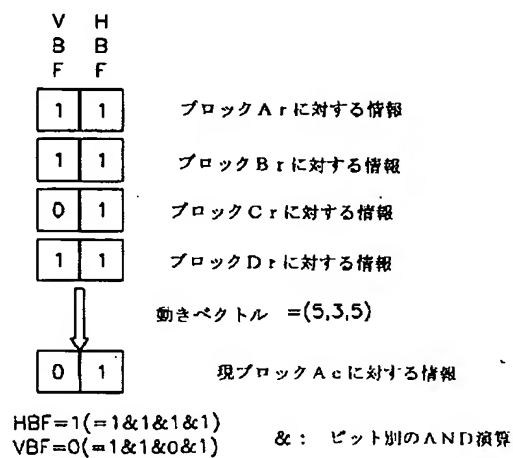 V H
B B
F F
1 1 ブロックArに対する情報
1 1 ブロックBrに対する情報
0 1 ブロックCrに対する情報
1 1 ブロックDrに対する情報
動きベクトル =(5,3,5)
0 1 現ブロックAcに対する情報
HBF=1(=1&1&1&1)
VBF=0(=1&1&0&1)
&: ビット別のAND演算